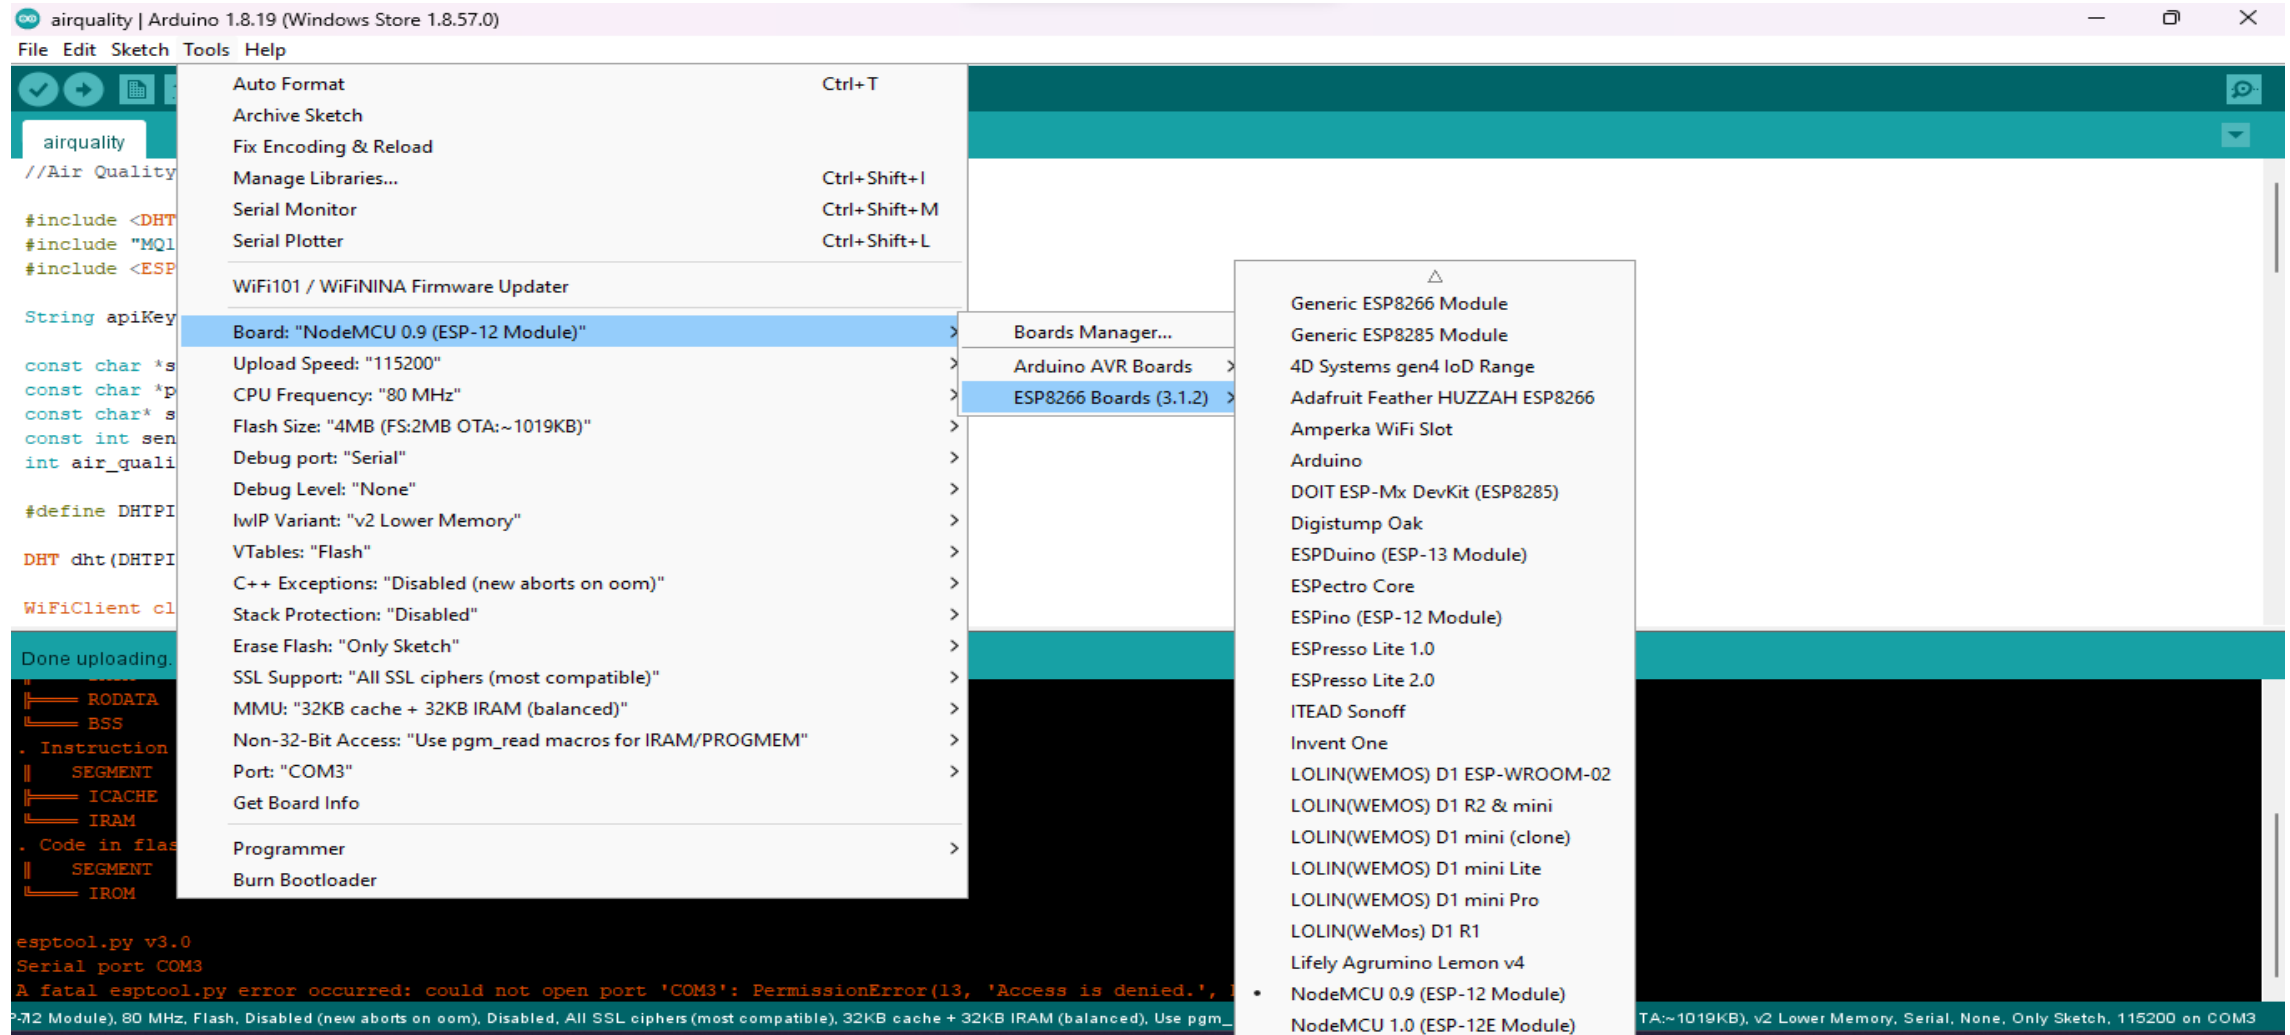 airquality | Arduino 1.8.19 (Windows Store 1.8.57.0)
File Edit Sketch Tools Help
airquality
//Air Quality
#include <DHT
#include "MQ1
#include <ESP
String apiKey
const char *s
const char *p
const char* s
const int sen
int air_quali
#define DHTPI
DHT dht(DHTPI
WiFiClient cl
Auto Format Ctrl+T
Archive Sketch
Fix Encoding & Reload
Manage Libraries... Ctrl+Shift+I
Serial Monitor Ctrl+Shift+M
Serial Plotter Ctrl+Shift+L
WiFi101 / WiFiNINA Firmware Updater
Board: "NodeMCU 0.9 (ESP-12 Module)"
Upload Speed: "115200"
CPU Frequency: "80 MHz"
Flash Size: "4MB (FS:2MB OTA:~1019KB)"
Debug port: "Serial"
Debug Level: "None"
lwIP Variant: "v2 Lower Memory"
VTables: "Flash"
C++ Exceptions: "Disabled (new aborts on oom)"
Stack Protection: "Disabled"
Erase Flash: "Only Sketch"
SSL Support: "All SSL ciphers (most compatible)"
MMU: "32KB cache + 32KB IRAM (balanced)"
Non-32-Bit Access: "Use pgm_read macros for IRAM/PROGMEM"
Port: "COM3"
Get Board Info
Programmer
Burn Bootloader
Boards Manager...
Arduino AVR Boards
ESP8266 Boards (3.1.2)
Generic ESP8266 Module
Generic ESP8285 Module
4D Systems gen4 IoD Range
Adafruit Feather HUZZAH ESP8266
Amperka WiFi Slot
Arduino
DOIT ESP-Mx DevKit (ESP8285)
Digistump Oak
ESPDuino (ESP-13 Module)
ESPectro Core
ESPino (ESP-12 Module)
ESPresso Lite 1.0
ESPresso Lite 2.0
ITEAD Sonoff
Invent One
LOLIN(WEMOS) D1 ESP-WROOM-02
LOLIN(WEMOS) D1 R2 & mini
LOLIN(WEMOS) D1 mini (clone)
LOLIN(WEMOS) D1 mini Lite
LOLIN(WEMOS) D1 mini Pro
LOLIN(WeMos) D1 R1
Lifely Agrumino Lemon v4
NodeMCU 0.9 (ESP-12 Module)
NodeMCU 1.0 (ESP-12E Module)
Done uploading.
RODATA
BSS
. Instruction
SEGMENT
ICACHE
IRAM
. Code in flas
SEGMENT
IROM
esptool.py v3.0
Serial port COM3
A fatal esptool.py error occurred: could not open port 'COM3': PermissionError(13, 'Access is denied.',
Module), 80 MHz, Flash, Disabled (new aborts on oom), Disabled, All SSL ciphers (most compatible), 32KB cache + 32KB IRAM (balanced), Use pgm_ TA:~1019KB), v2 Lower Memory, Serial, None, Only Sketch, 115200 on COM3